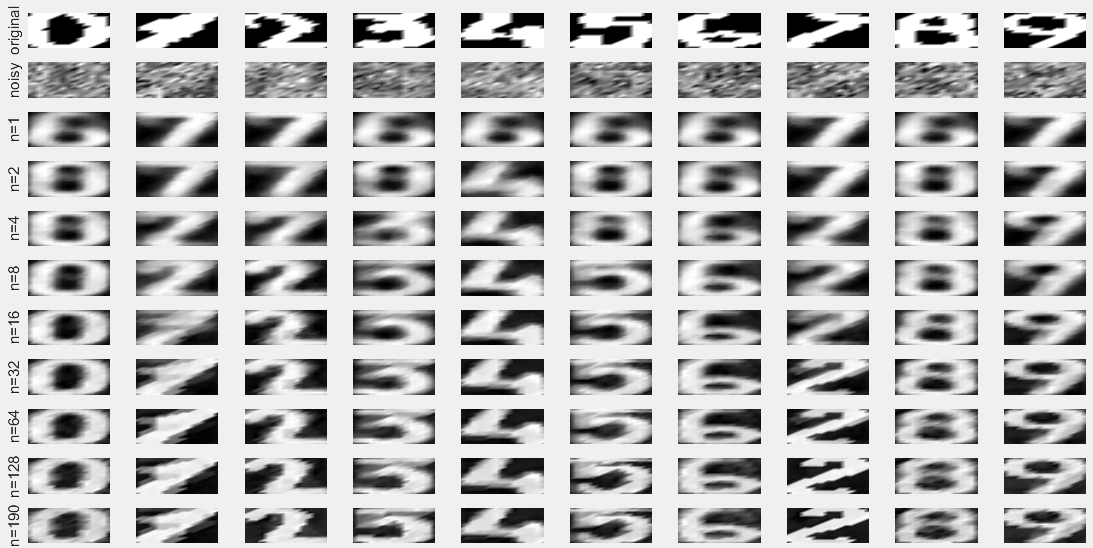 original
noisy
n=1
n=2
n=4
n=8
n=16
n=32
n=64
n=128
n=190